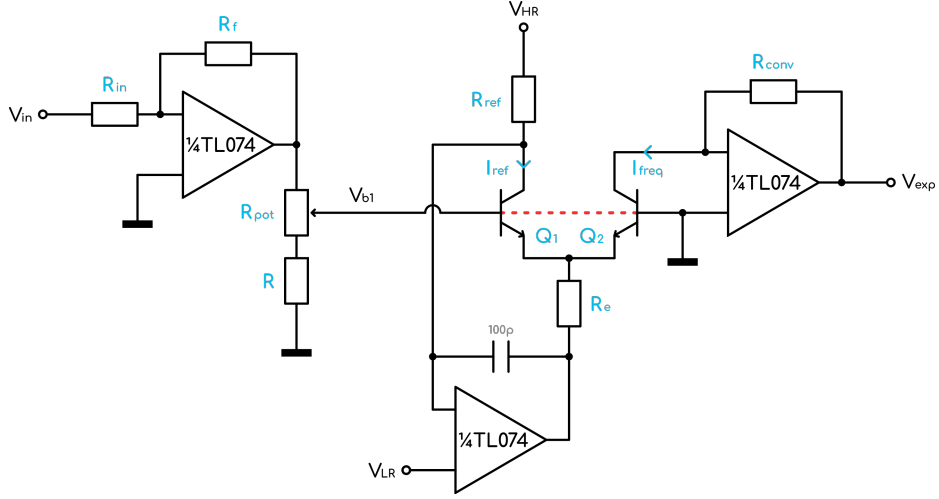 VHR
Rf
Rconv
Rin
Rref
Vin
¼TL074
Iref
Ifreq
¼TL074
Vexp
Vb1
Rpot
Q1
Q2
R
Re
100p
¼TL074
VLR